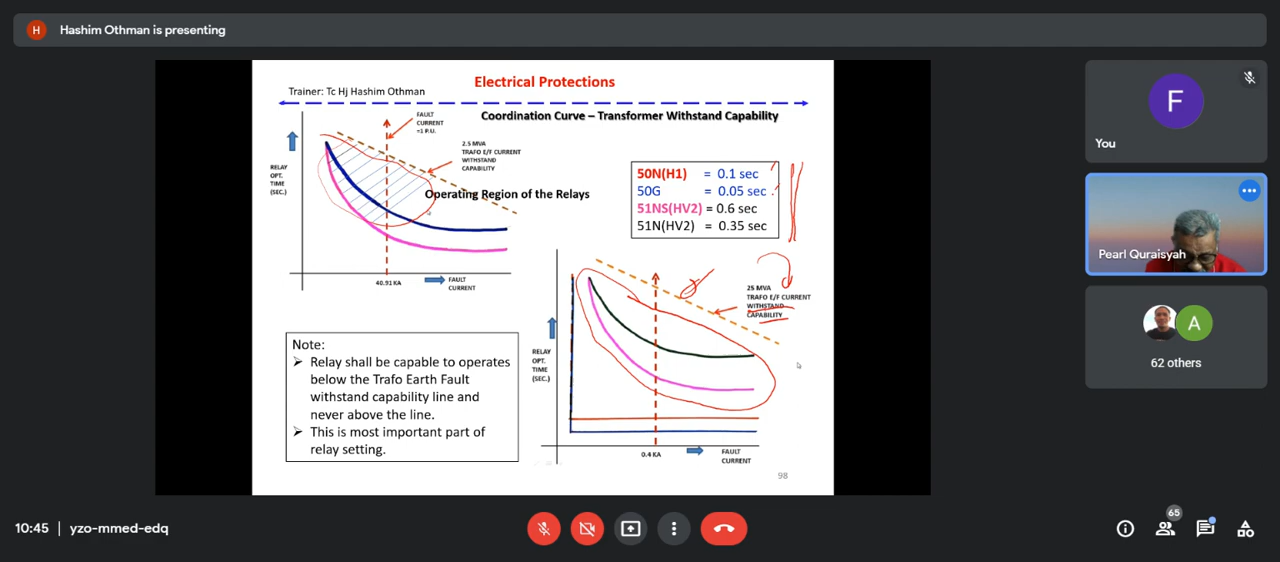 H
Hashim Othman is presenting
Electrical Protections
Trainer: Tc Hj Hashim Othman
Coordination Curve – Transformer Withstand Capability
FAULT
CURRENT
=1 P.U.
2.5 MVA
TRAFO E/F CURRENT
WITHSTAND
CAPABILITY
RELAY
OPT.
TIME
(SEC.)
Operating Region of the Relays
40.91 KA
FAULT
CURRENT
50N(H1) = 0.1 sec
50G = 0.05 sec
51NS(HV2) = 0.6 sec
51N(HV2) = 0.35 sec
25 MVA
TRAFO E/F CURRENT
WITHSTAND
CAPABILITY
RELAY
OPT.
TIME
(SEC.)
0.4 KA
FAULT
CURRENT
Note:
➢ Relay shall be capable to operates
below the Trafo Earth Fault
withstand capability line and
never above the line.
➢ This is most important part of
relay setting.
98
F
You
Pearl Quraisyah
A
62 others
10:45 | yzo-mmed-edq
65